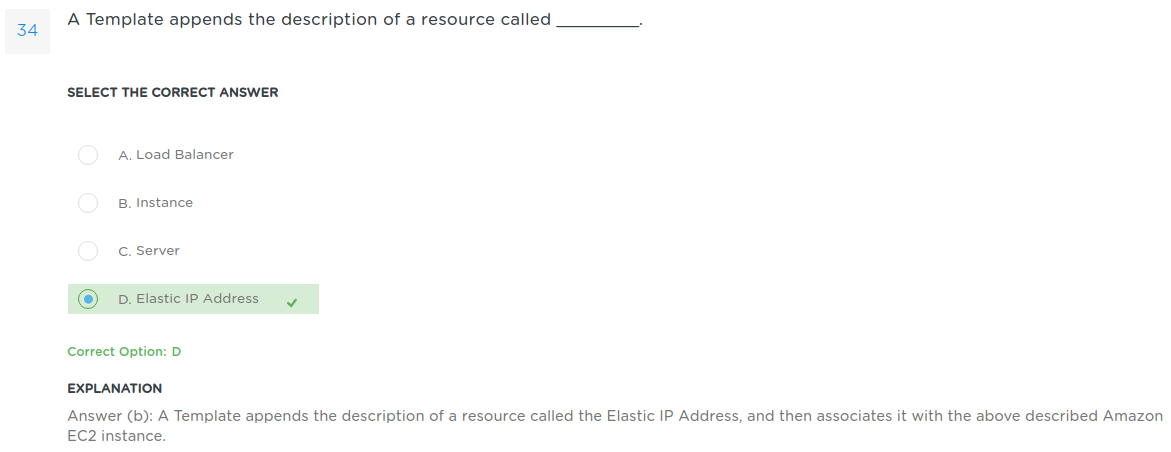 34
A Template appends the description of a resource called _________.
SELECT THE CORRECT ANSWER
A. Load Balancer
B. Instance
C. Server
D. Elastic IP Address
Correct Option: D
EXPLANATION
Answer (b): A Template appends the description of a resource called the Elastic IP Address, and then associates it with the above described Amazon
EC2 instance.